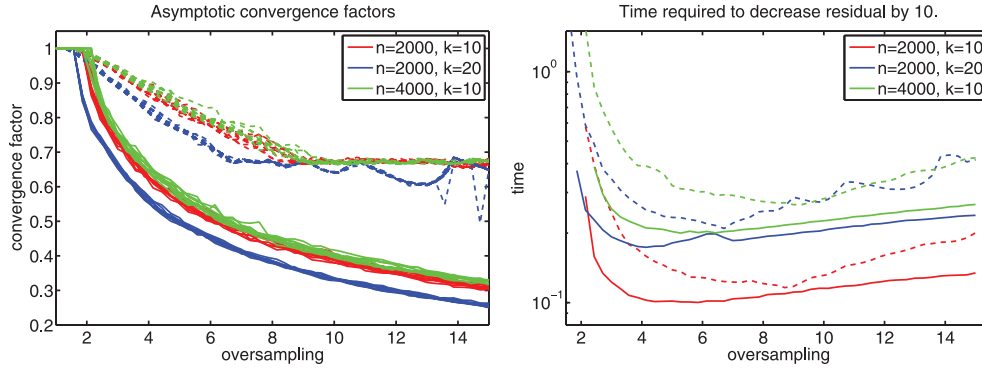 Asymptotic convergence factors
n=2000, k=10
n=2000, k=20
n=4000, k=10
convergence factor
1
0.9
0.8
0.7
0.6
0.5
0.4
0.3
0.2
2 4 6 8 10 12 14
oversampling
Time required to decrease residual by 10.
n=2000, k=10
n=2000, k=20
n=4000, k=10
time
10⁰
10⁻¹
2 4 6 8 10 12 14
oversampling